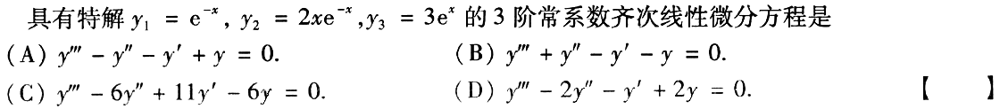 具有特解 y₁ = e⁻ˣ, y₂ = 2xe⁻ˣ,y₃ = 3eˣ 的 3 阶常系数齐次线性微分方程是
(A) y‴ − y″ − y′ + y = 0. (B) y‴ + y″ − y′ − y = 0.
(C) y‴ − 6y″ + 11y′ − 6y = 0. (D) y‴ − 2y″ − y′ + 2y = 0. 【 】